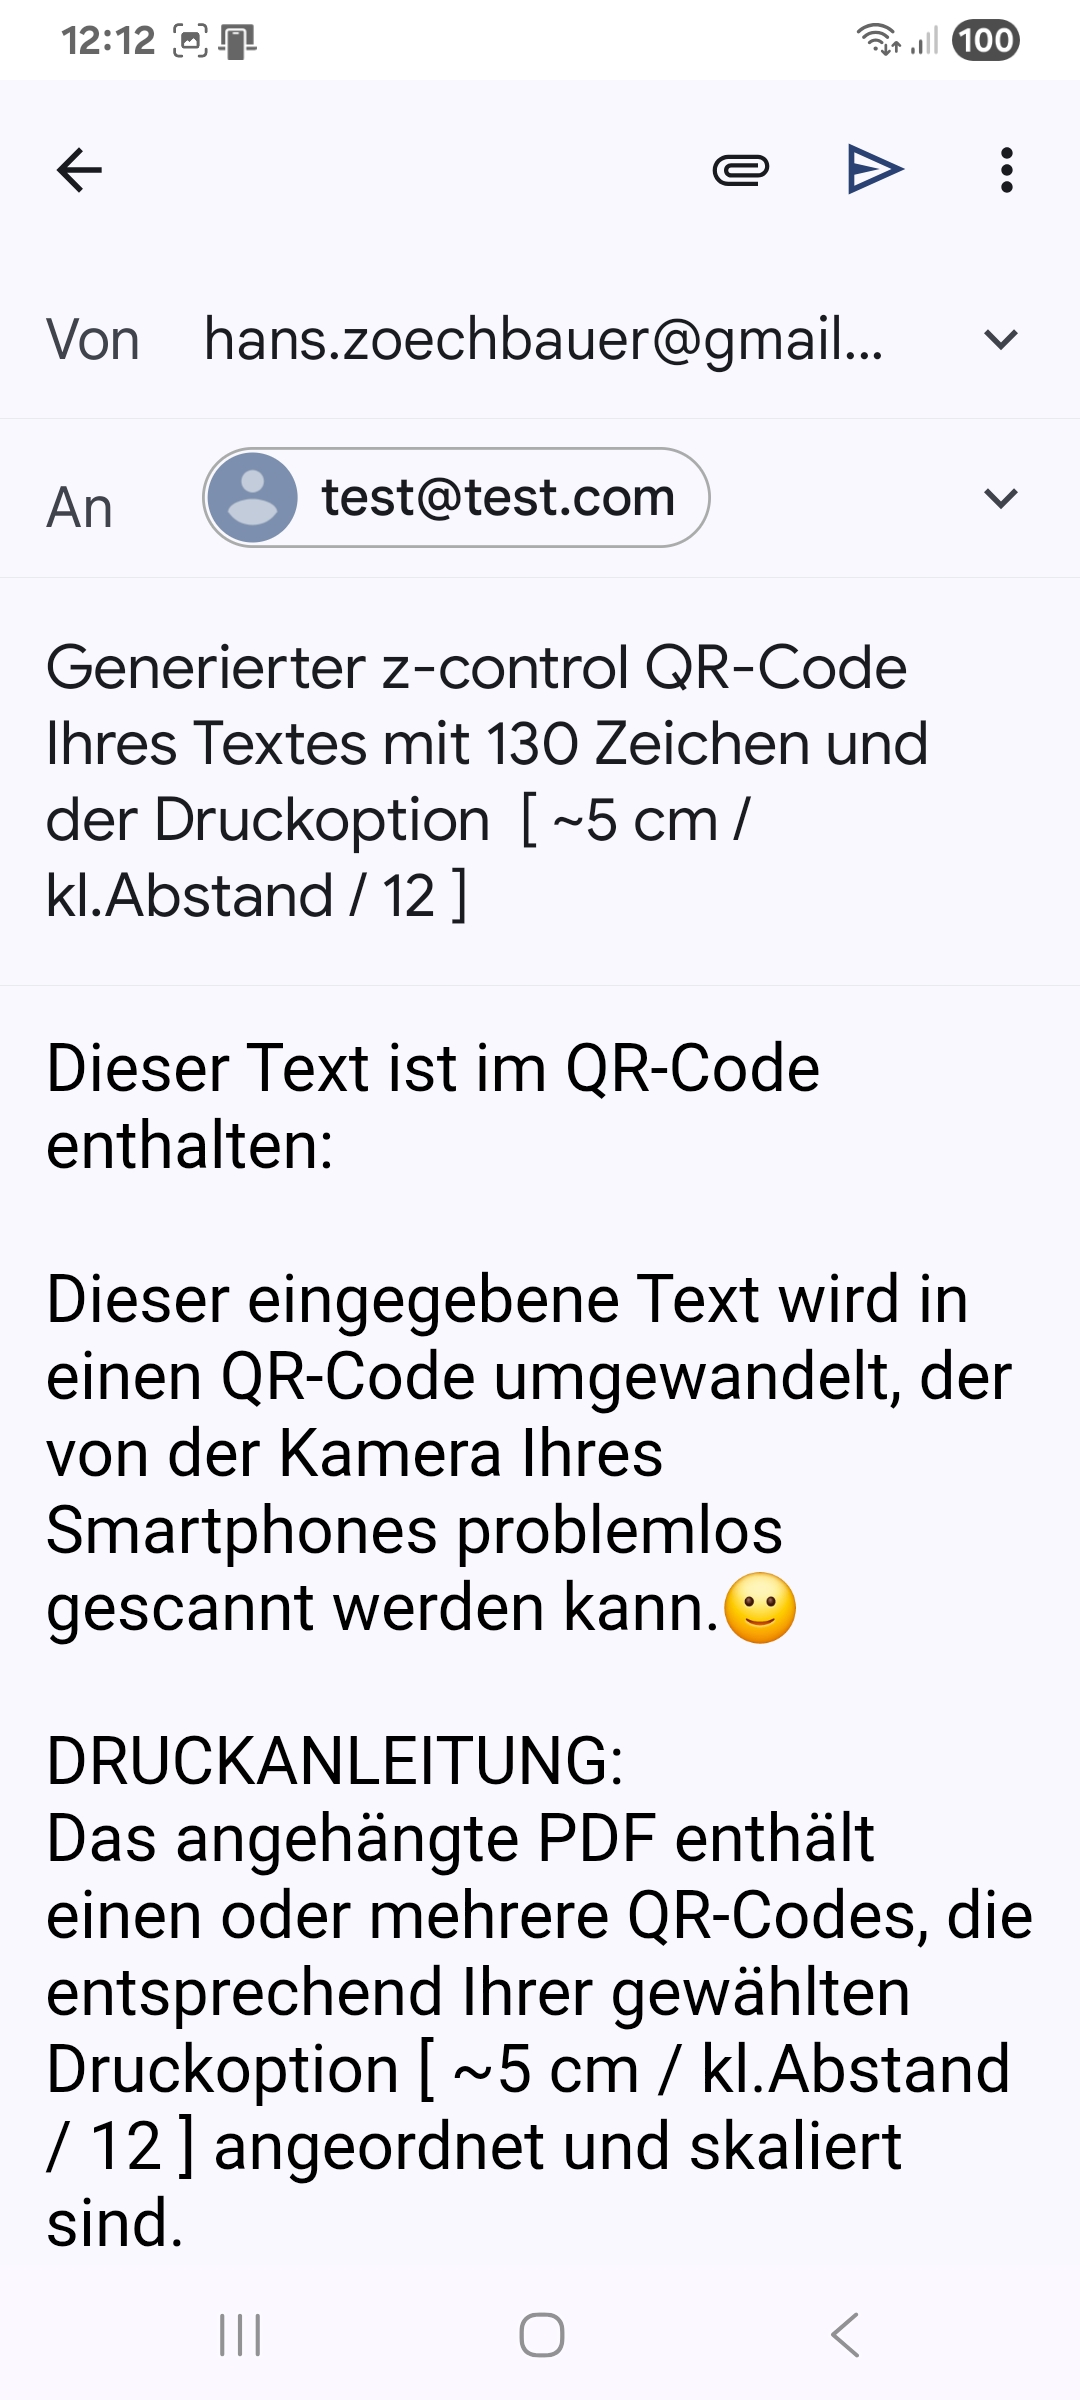 12:12
100
Von hans.zoechbauer@gmail...
An test@test.com
Generierter z-control QR-Code
Ihres Textes mit 130 Zeichen und
der Druckoption  [ ~5 cm /
kl.Abstand / 12 ]
Dieser Text ist im QR-Code
enthalten:
Dieser eingegebene Text wird in
einen QR-Code umgewandelt, der
von der Kamera Ihres
Smartphones problemlos
gescannt werden kann.🙂
DRUCKANLEITUNG:
Das angehängte PDF enthält
einen oder mehrere QR-Codes, die
entsprechend Ihrer gewählten
Druckoption [ ~5 cm / kl.Abstand
/ 12 ] angeordnet und skaliert
sind.